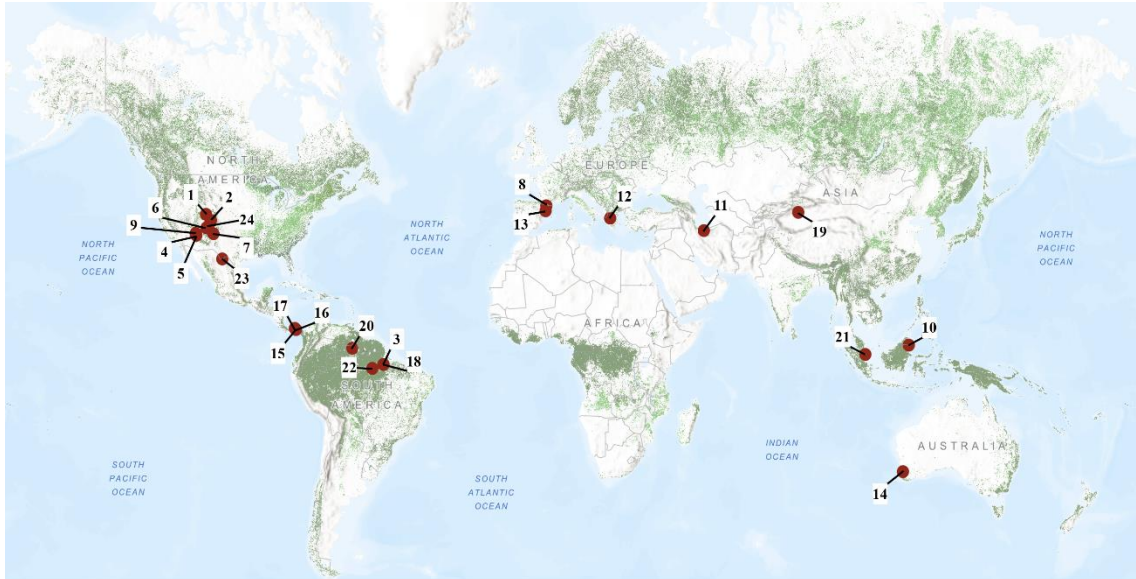 NORTH
AMERICA
EUROPE
ASIA
8
12
1
2
6
24
11
9
13
19
4
7
5
NORTH
PACIFIC
OCEAN
NORTH
ATLANTIC
OCEAN
NORTH
PACIFIC
OCEAN
23
17
16
20
AFRICA
10
21
15
3
22
18
SOUTH
AMERICA
INDIAN
OCEAN
AUSTRALIA
SOUTH
PACIFIC
OCEAN
SOUTH
ATLANTIC
OCEAN
14